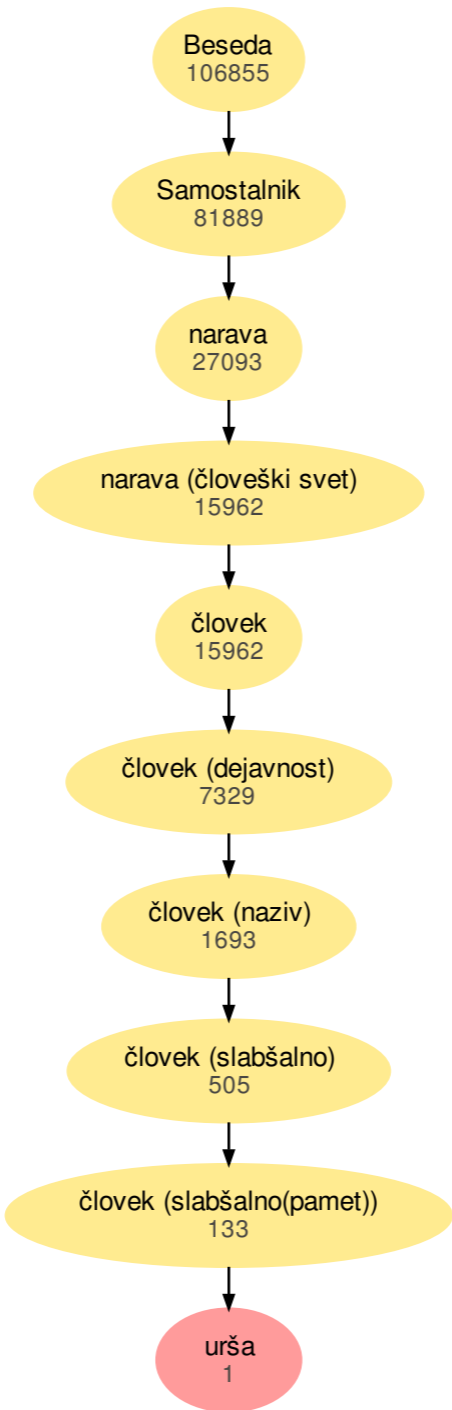 Beseda
106855
Samostalnik
81889
narava
27093
narava (človeški svet)
15962
človek
15962
človek (dejavnost)
7329
človek (naziv)
1693
človek (slabšalno)
505
človek (slabšalno(pamet))
133
urša
1